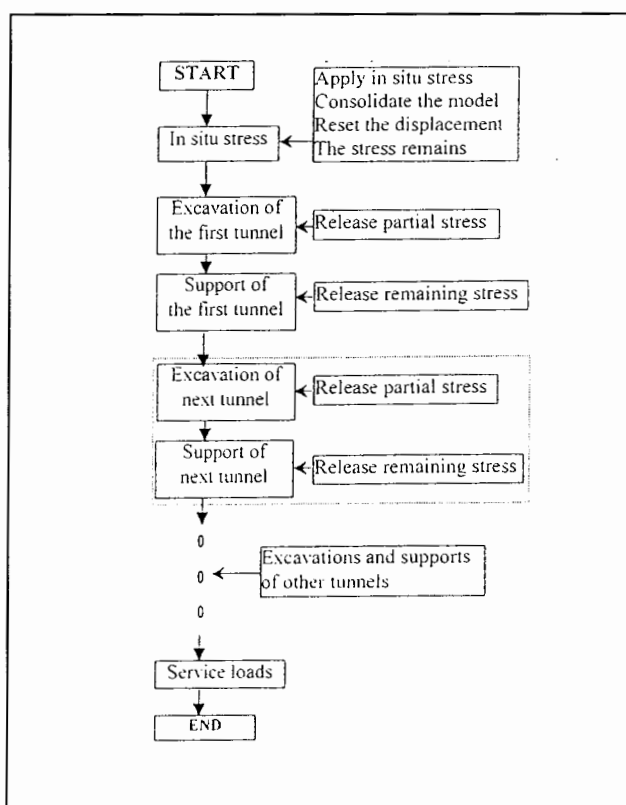 START
Apply in situ stress
Consolidate the model
Reset the displacement
The stress remains
In situ stress
Excavation of
the first tunnel
Release partial stress
Support of
the first tunnel
Release remaining stress
Excavation of
next tunnel
Release partial stress
Support of
next tunnel
Release remaining stress
0
0
0
Excavations and supports
of other tunnels
Service loads
END